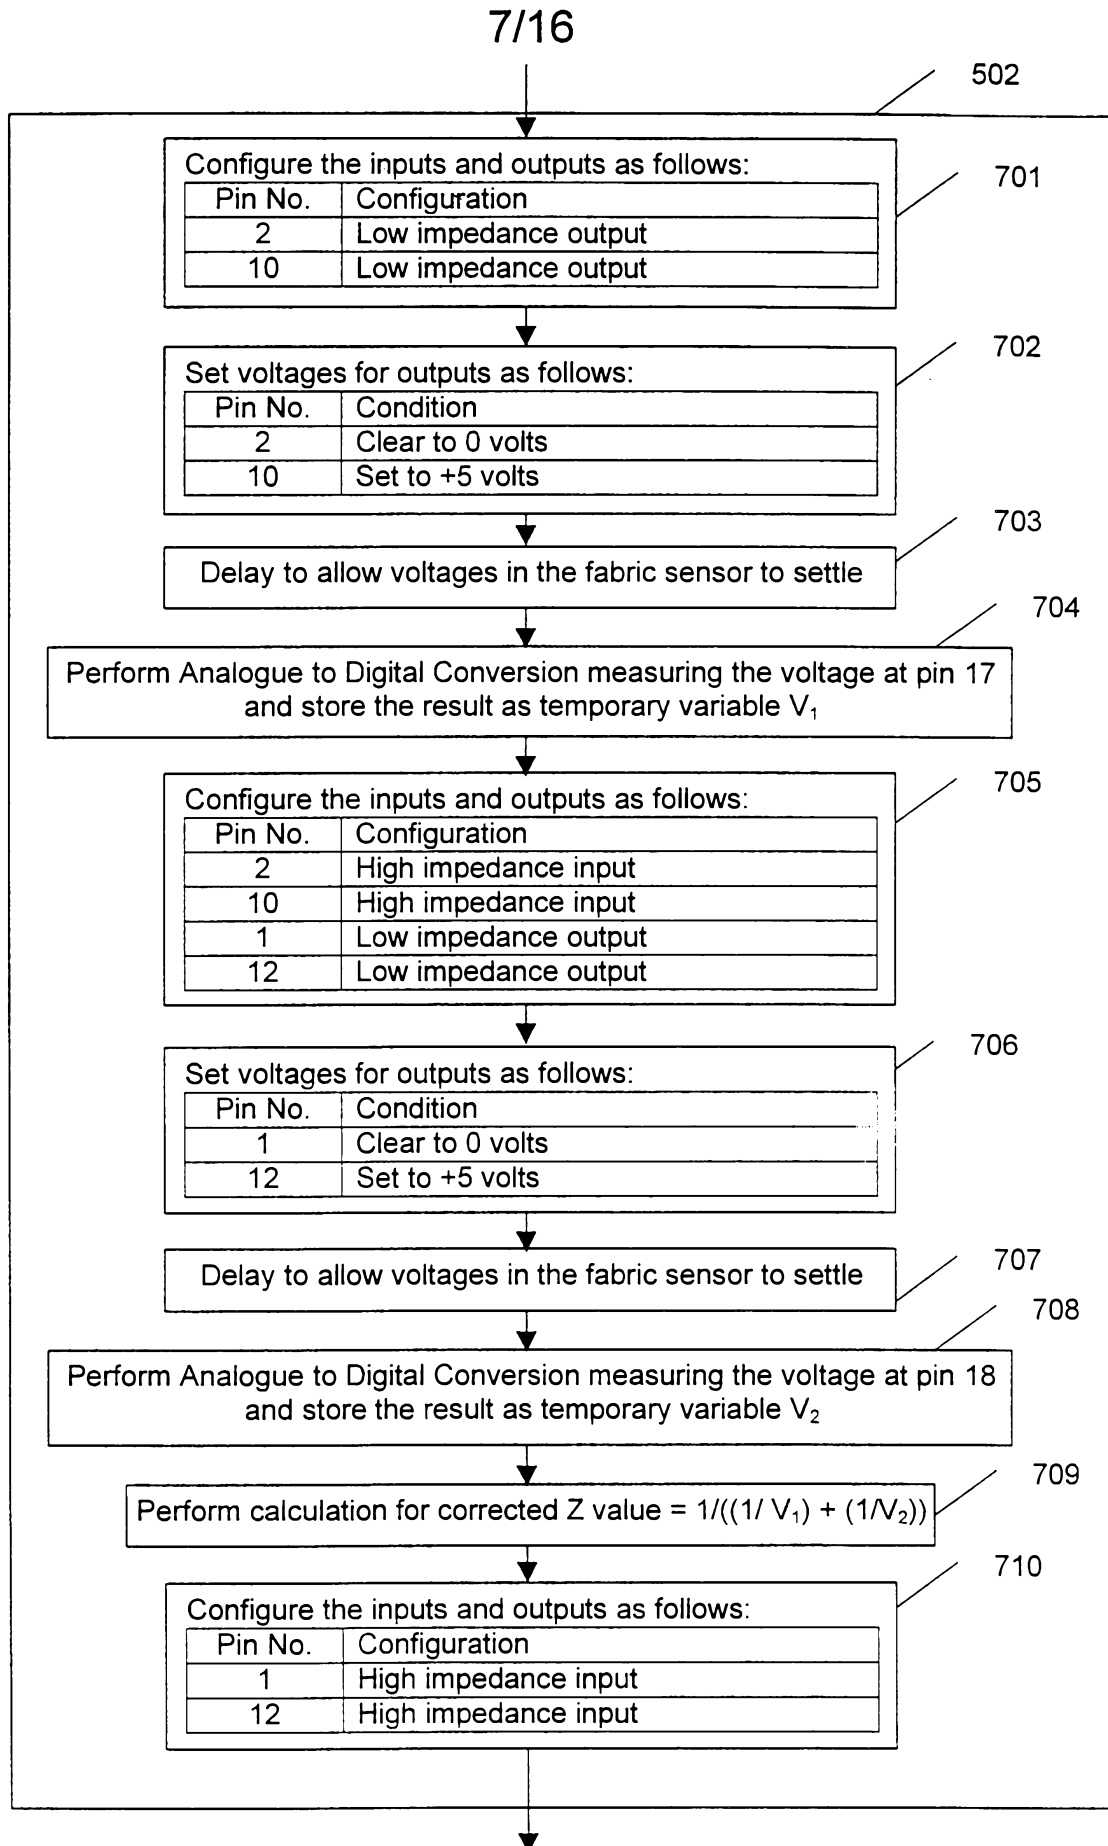 7/16
502
Configure the inputs and outputs as follows:
Pin No. Configuration
2 Low impedance output
10 Low impedance output
701
Set voltages for outputs as follows:
Pin No. Condition
2 Clear to 0 volts
10 Set to +5 volts
702
Delay to allow voltages in the fabric sensor to settle
703
704
Perform Analogue to Digital Conversion measuring the voltage at pin 17
and store the result as temporary variable V₁
Configure the inputs and outputs as follows:
Pin No. Configuration
2 High impedance input
10 High impedance input
1 Low impedance output
12 Low impedance output
705
Set voltages for outputs as follows:
Pin No. Condition
1 Clear to 0 volts
12 Set to +5 volts
706
Delay to allow voltages in the fabric sensor to settle
707
708
Perform Analogue to Digital Conversion measuring the voltage at pin 18
and store the result as temporary variable V₂
709
Perform calculation for corrected Z value = 1/((1/ V₁) + (1/V₂))
710
Configure the inputs and outputs as follows:
Pin No. Configuration
1 High impedance input
12 High impedance input